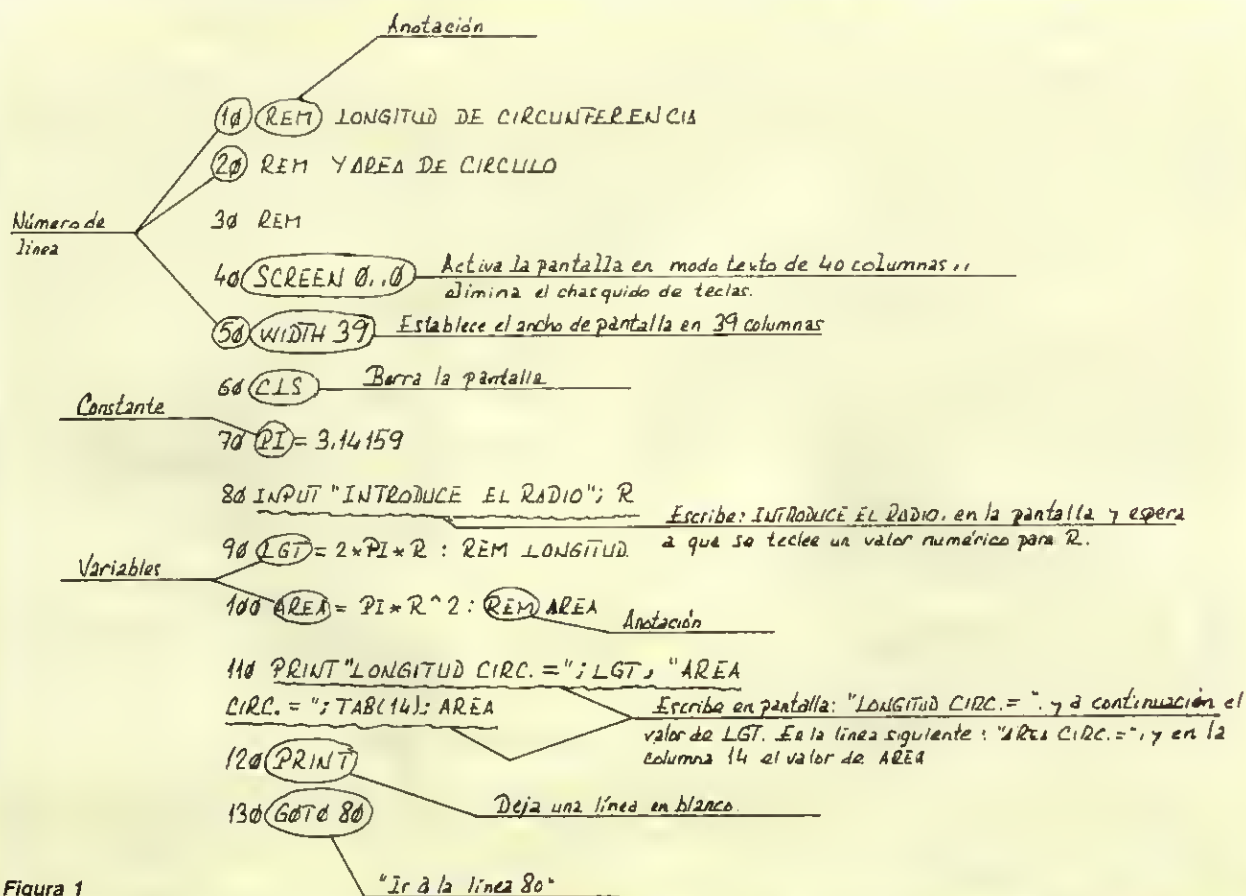 Anotación
10 REM LONGITUD DE CIRCUNFERENCIA
20 REM Y AREA DE CIRCULO
Número de
línea
30 REM
40 SCREEN 0,,0 Activa la pantalla en modo texto de 40 columnas,,
elimina el chasquido de teclas.
50 WIDTH 39 Establece el ancho de pantalla en 39 columnas
60 CLS Borra la pantalla
Constante
70 PI = 3.14159
80 INPUT "INTRODUCE EL RADIO"; R
Escribe: INTRODUCE EL RADIO, en la pantalla y espera
a que se teclee un valor numérico para R.
90 LGT = 2*PI*R : REM LONGITUD
Variables
100 AREA = PI*R^2 : REM AREA
Anotación
110 PRINT "LONGITUD CIRC. ="; LGT, "AREA
CIRC. = "; TAB(14); AREA
Escribe en pantalla: "LONGITUD CIRC. = ". y a continuación el
valor de LGT. En la línea siguiente: "AREA CIRC. =", y en la
columna 14 el valor de AREA
120 PRINT
Deja una línea en blanco.
130 GOTO 80
"Ir a la línea 80"
Figura 1